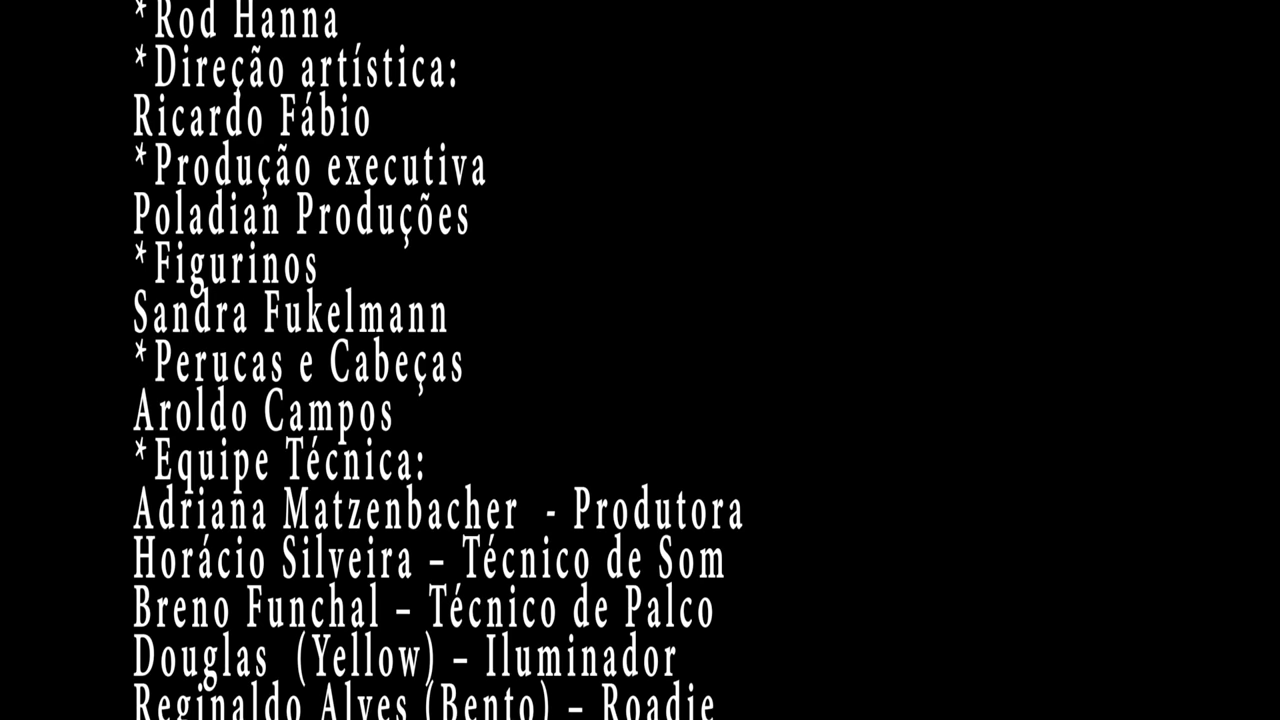 *Rod Hanna
*Direção artística:
Ricardo Fábio
*Produção executiva
Poladian Produções
*Figurinos
Sandra Fukelmann
*Perucas e Cabeças
Aroldo Campos
*Equipe Técnica:
Adriana Matzenbacher  - Produtora
Horácio Silveira – Técnico de Som
Breno Funchal – Técnico de Palco
Douglas  (Yellow) – Iluminador
Reginaldo Alves (Bento) – Roadie